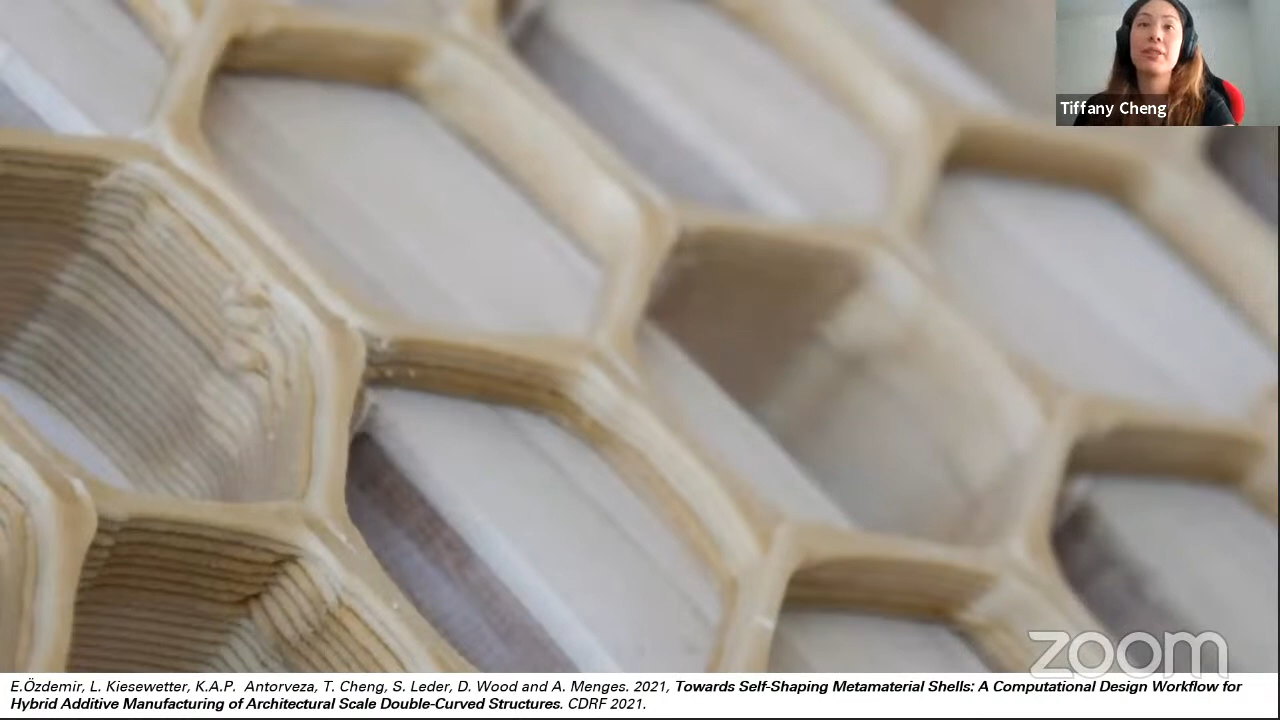 Tiffany Cheng
zoom
E.Özdemir, L. Kiesewetter, K.A.P. Antorveza, T. Cheng, S. Leder, D. Wood and A. Menges. 2021, Towards Self-Shaping Metamaterial Shells: A Computational Design Workflow for
Hybrid Additive Manufacturing of Architectural Scale Double-Curved Structures. CDRF 2021.